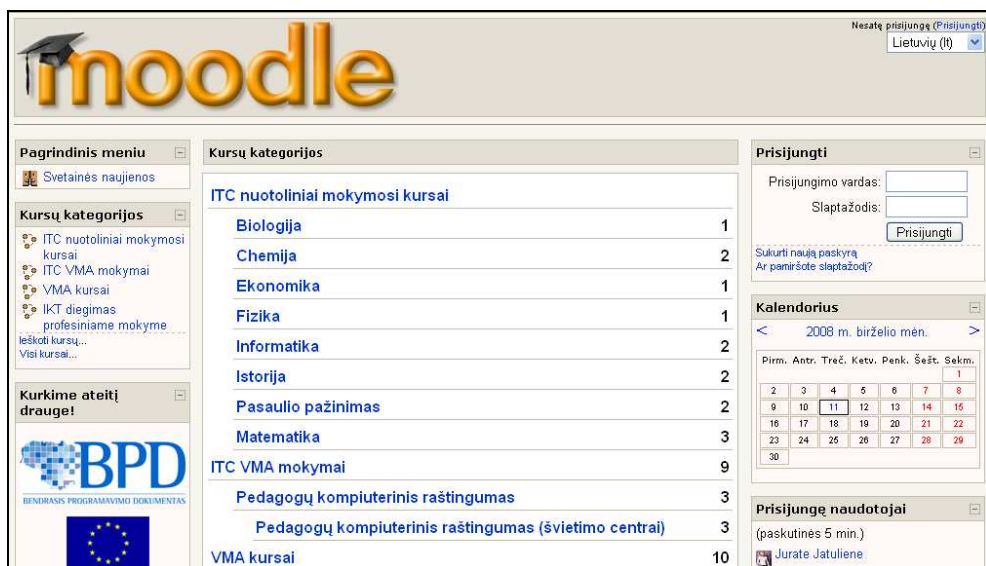 moodle
Nesatę prisijungę (Prisijungti)
Lietuvių (lt)
Pagrindinis meniu
Svetainės naujienos
Kursų kategorijos
ITC nuotoliniai mokymosi
kursai
ITC VMA mokymai
VMA kursai
IKT diegimas
profesiniame mokyme
Ieškoti kursų...
Visi kursai...
Kurkime ateitį
drauge!
BPD
BENDRASIS PROGRAMAVIMO DOKUMENTAS
Kursų kategorijos
ITC nuotoliniai mokymosi kursai
Biologija 1
Chemija 2
Ekonomika 1
Fizika 1
Informatika 2
Istorija 2
Pasaulio pažinimas 2
Matematika 3
ITC VMA mokymai 9
Pedagogų kompiuterinis raštingumas 3
Pedagogų kompiuterinis raštingumas (švietimo centrai) 3
VMA kursai 10
Prisijungti
Prisijungimo vardas:
Slaptažodis:
Prisijungti
Sukurti naują paskyrą
Ar pamiršote slaptažodį?
Kalendorius
< 2008 m. birželio mėn. >
Pirm. Antr. Treč. Ketv. Penk. Šešt. Sekm.
1
2 3 4 5 6 7 8
9 10 11 12 13 14 15
16 17 18 19 20 21 22
23 24 25 26 27 28 29
30
Prisijungę naudotojai
(paskutinės 5 min.)
Jurate Jatuliene